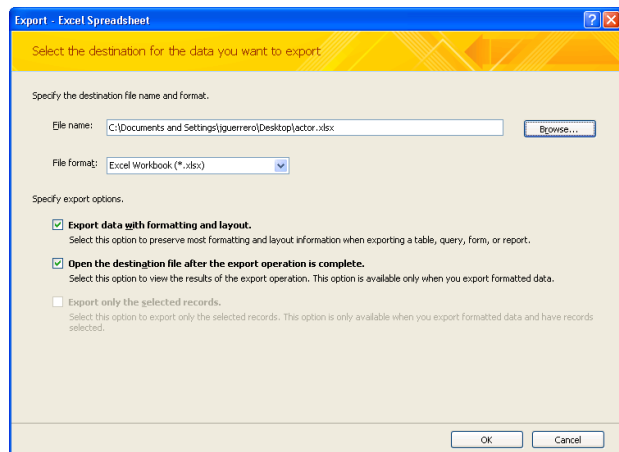 Export - Excel Spreadsheet
Select the destination for the data you want to export
Specify the destination file name and format.
File name: C:\Documents and Settings\jguerrero\Desktop\actor.xlsx Browse...
File format: Excel Workbook (*.xlsx)
Specify export options.
Export data with formatting and layout.
Select this option to preserve most formatting and layout information when exporting a table, query, form, or report.
Open the destination file after the export operation is complete.
Select this option to view the results of the export operation. This option is available only when you export formatted data.
Export only the selected records.
Select this option to export only the selected records. This option is only available when you export formatted data and have records
selected.
OK Cancel